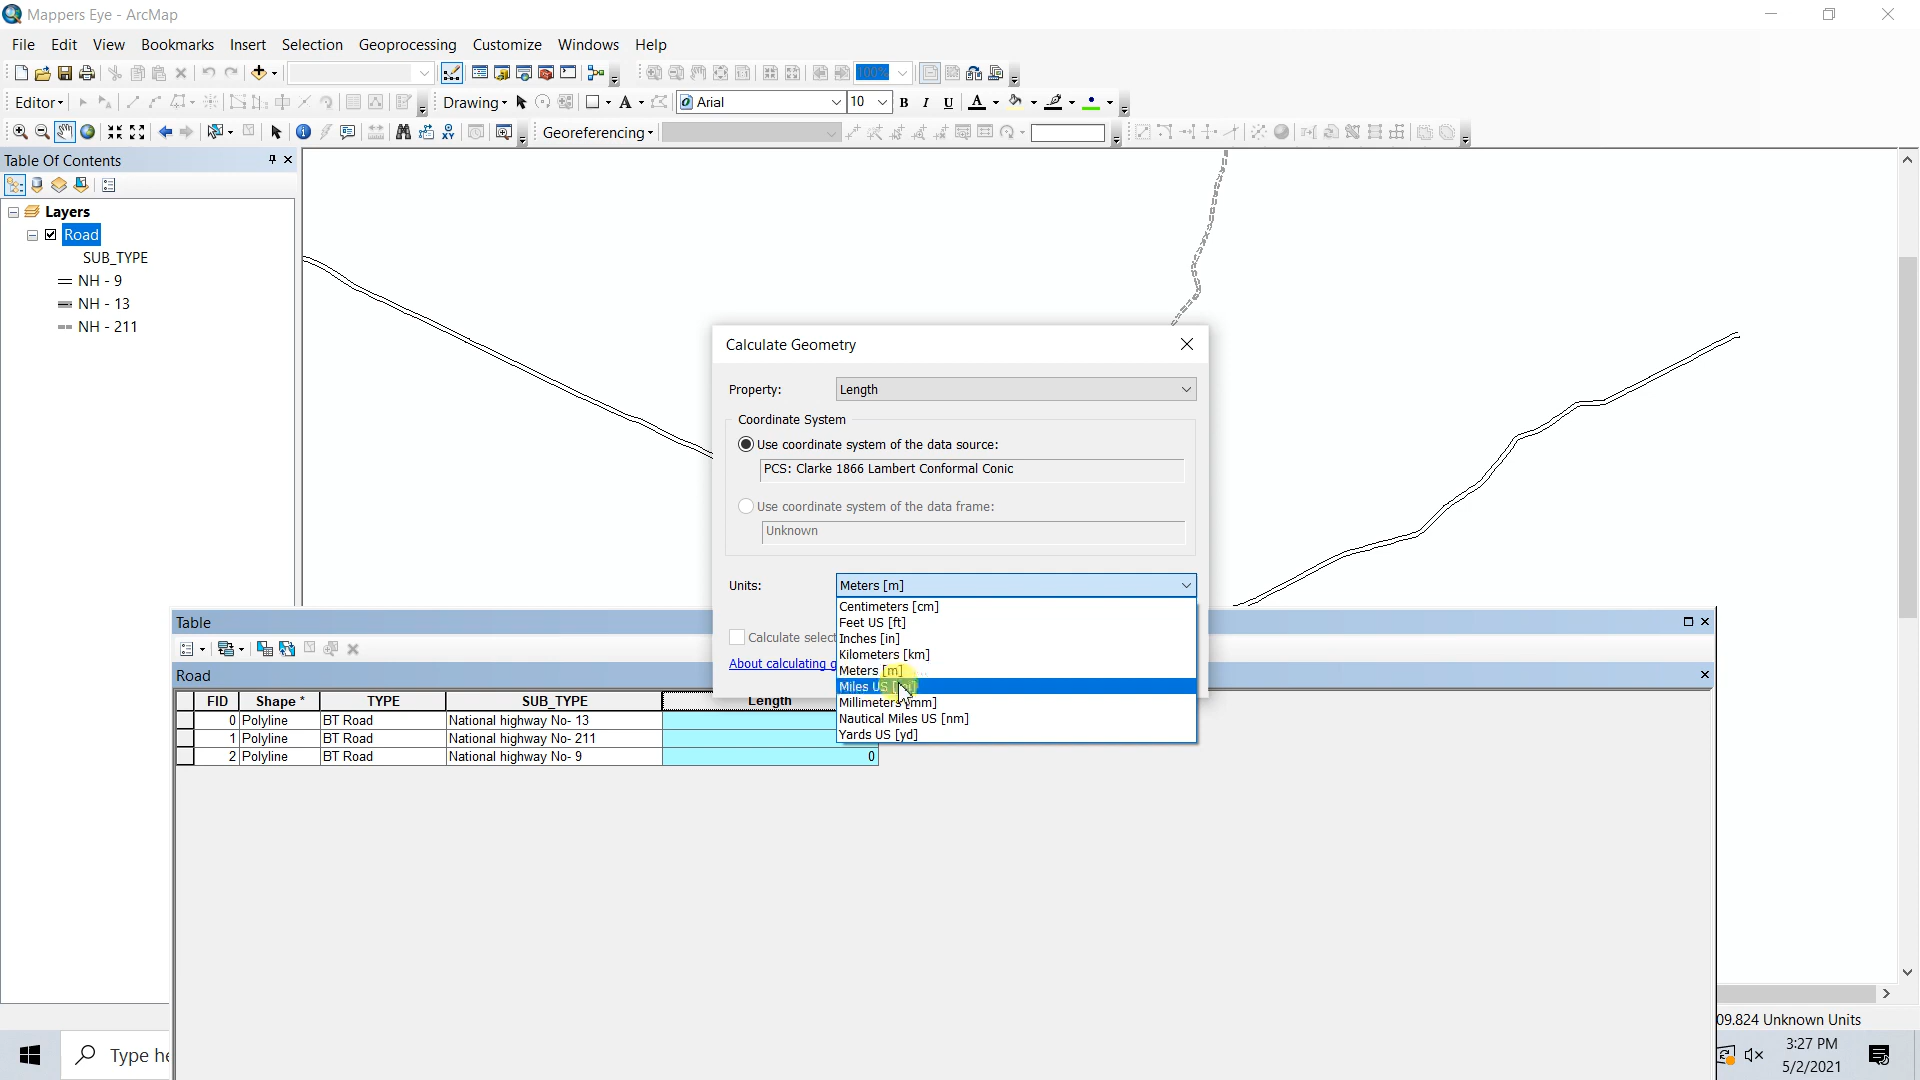 Mappers Eye - ArcMap
File Edit View Bookmarks Insert Selection Geoprocessing Customize Windows Help
100%
Editor Drawing A Arial 10 B I U A
Georeferencing
Table Of Contents
Layers
Road
SUB_TYPE
NH - 9
NH - 13
NH - 211
Calculate Geometry
Property: Length
Coordinate System
Use coordinate system of the data source:
PCS: Clarke 1866 Lambert Conformal Conic
Use coordinate system of the data frame:
Unknown
Units: Meters [m]
Centimeters [cm]
Feet US [ft]
Inches [in]
Kilometers [km]
Meters [m]
Miles US
Millimeters [mm]
Nautical Miles US [nm]
Yards US [yd]
Calculate select
About calculating g
Table
Road
FID Shape * TYPE SUB_TYPE Length
0 Polyline BT Road National highway No- 13
1 Polyline BT Road National highway No- 211
2 Polyline BT Road National highway No- 9 0
09.824 Unknown Units
Type he
3:27 PM
5/2/2021